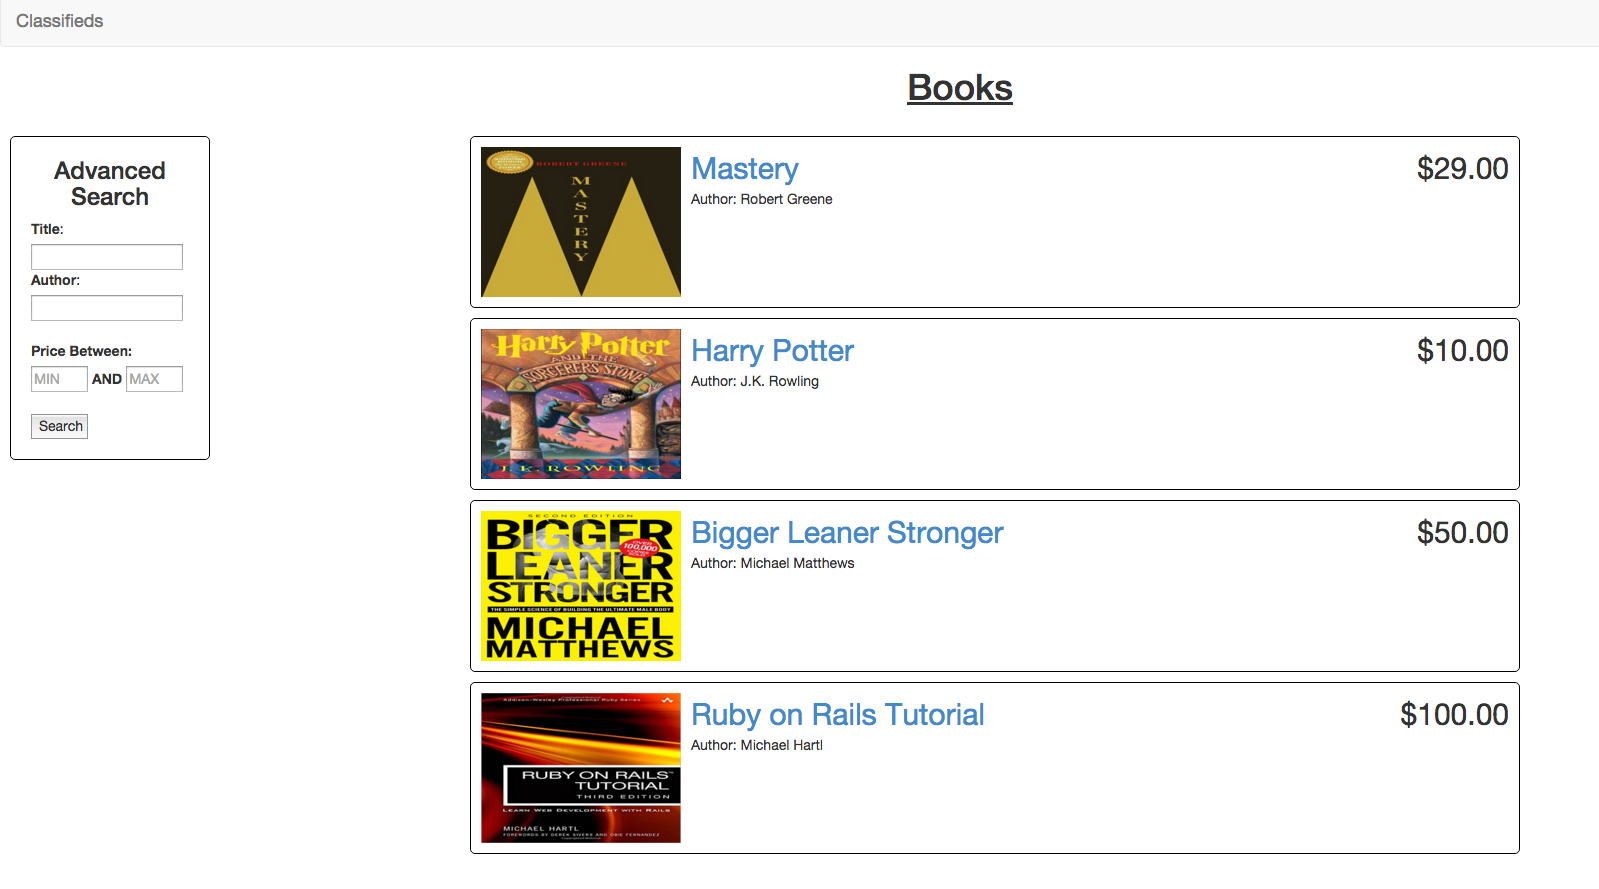 Classifieds
Books
Advanced
Search
Title:
Author:
Price Between:
MIN AND MAX
Search
ROBERT GREENE
MASTERY
Mastery
$29.00
Author: Robert Greene
Harry Potter
AND THE
SORCERER'S STONE
J. K. ROWLING
Harry Potter
$10.00
Author: J.K. Rowling
SECOND EDITION
BIGGER
LEANER
STRONGER
OVER
100,000
THE SIMPLE SCIENCE OF BUILDING THE ULTIMATE MALE BODY
MICHAEL
MATTHEWS
Bigger Leaner Stronger
$50.00
Author: Michael Matthews
Addison-Wesley Professional Ruby Series
RUBY ON RAILS™
TUTORIAL
THIRD EDITION
LEARN WEB DEVELOPMENT WITH RAILS
MICHAEL HARTL
FOREWORDS BY DEREK SIVERS AND OBIE FERNANDEZ
Ruby on Rails Tutorial
$100.00
Author: Michael Hartl